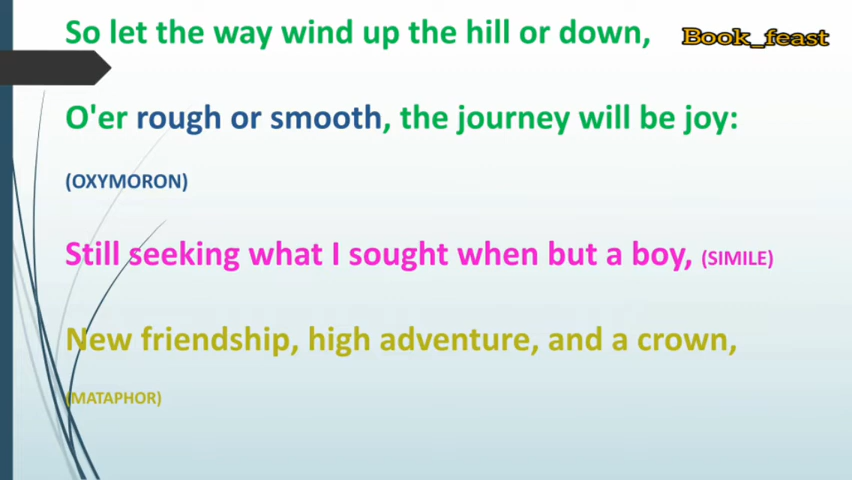 So let the way wind up the hill or down,
Book_feast
O'er rough or smooth, the journey will be joy:
(OXYMORON)
Still seeking what I sought when but a boy, (SIMILE)
New friendship, high adventure, and a crown,
(MATAPHOR)